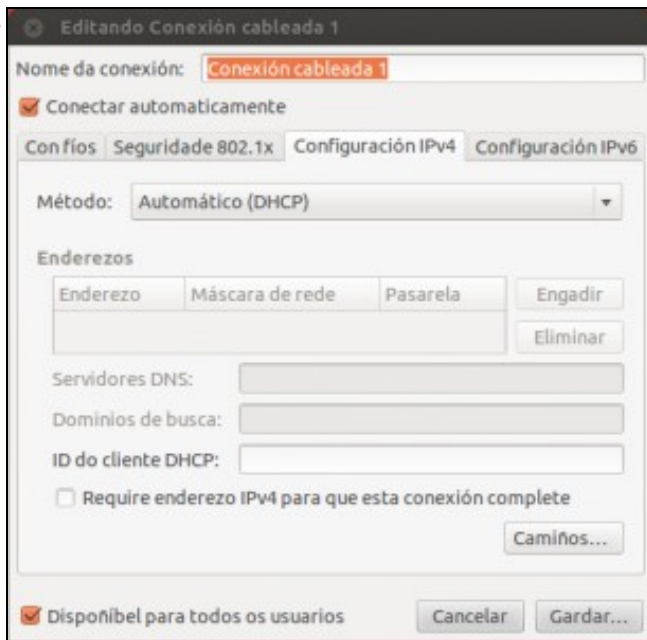 Editando Conexión cableada 1
Nome da conexión: Conexión cableada 1
Conectar automaticamente
Con fíos Seguridade 802.1x Configuración IPv4 Configuración IPv6
Método: Automático (DHCP)
Enderezos
Enderezo Máscara de rede Pasarela Engadir
Eliminar
Servidores DNS:
Dominios de busca:
ID do cliente DHCP:
Require enderezo IPv4 para que esta conexión complete
Camiños...
Dispoñíbel para todos os usuarios Cancelar Gardar...